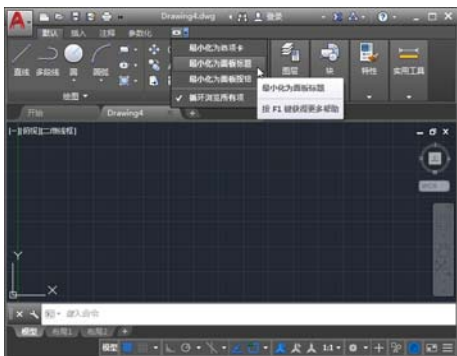 Drawing4.dwg 登录
默认 插入 注释 参数化
最小化为选项卡
最小化为面板标题
最小化为面板按钮
✓ 循环浏览所有项
直线 多段线 圆 圆弧
图层 块 特性 实用工具
绘图
最小化为面板标题
按 F1 键获得更多帮助
开始 Drawing4
[-][俯视][二维线框]
Y
X
键入命令
模型 布局1 布局2 +
模型 1:1